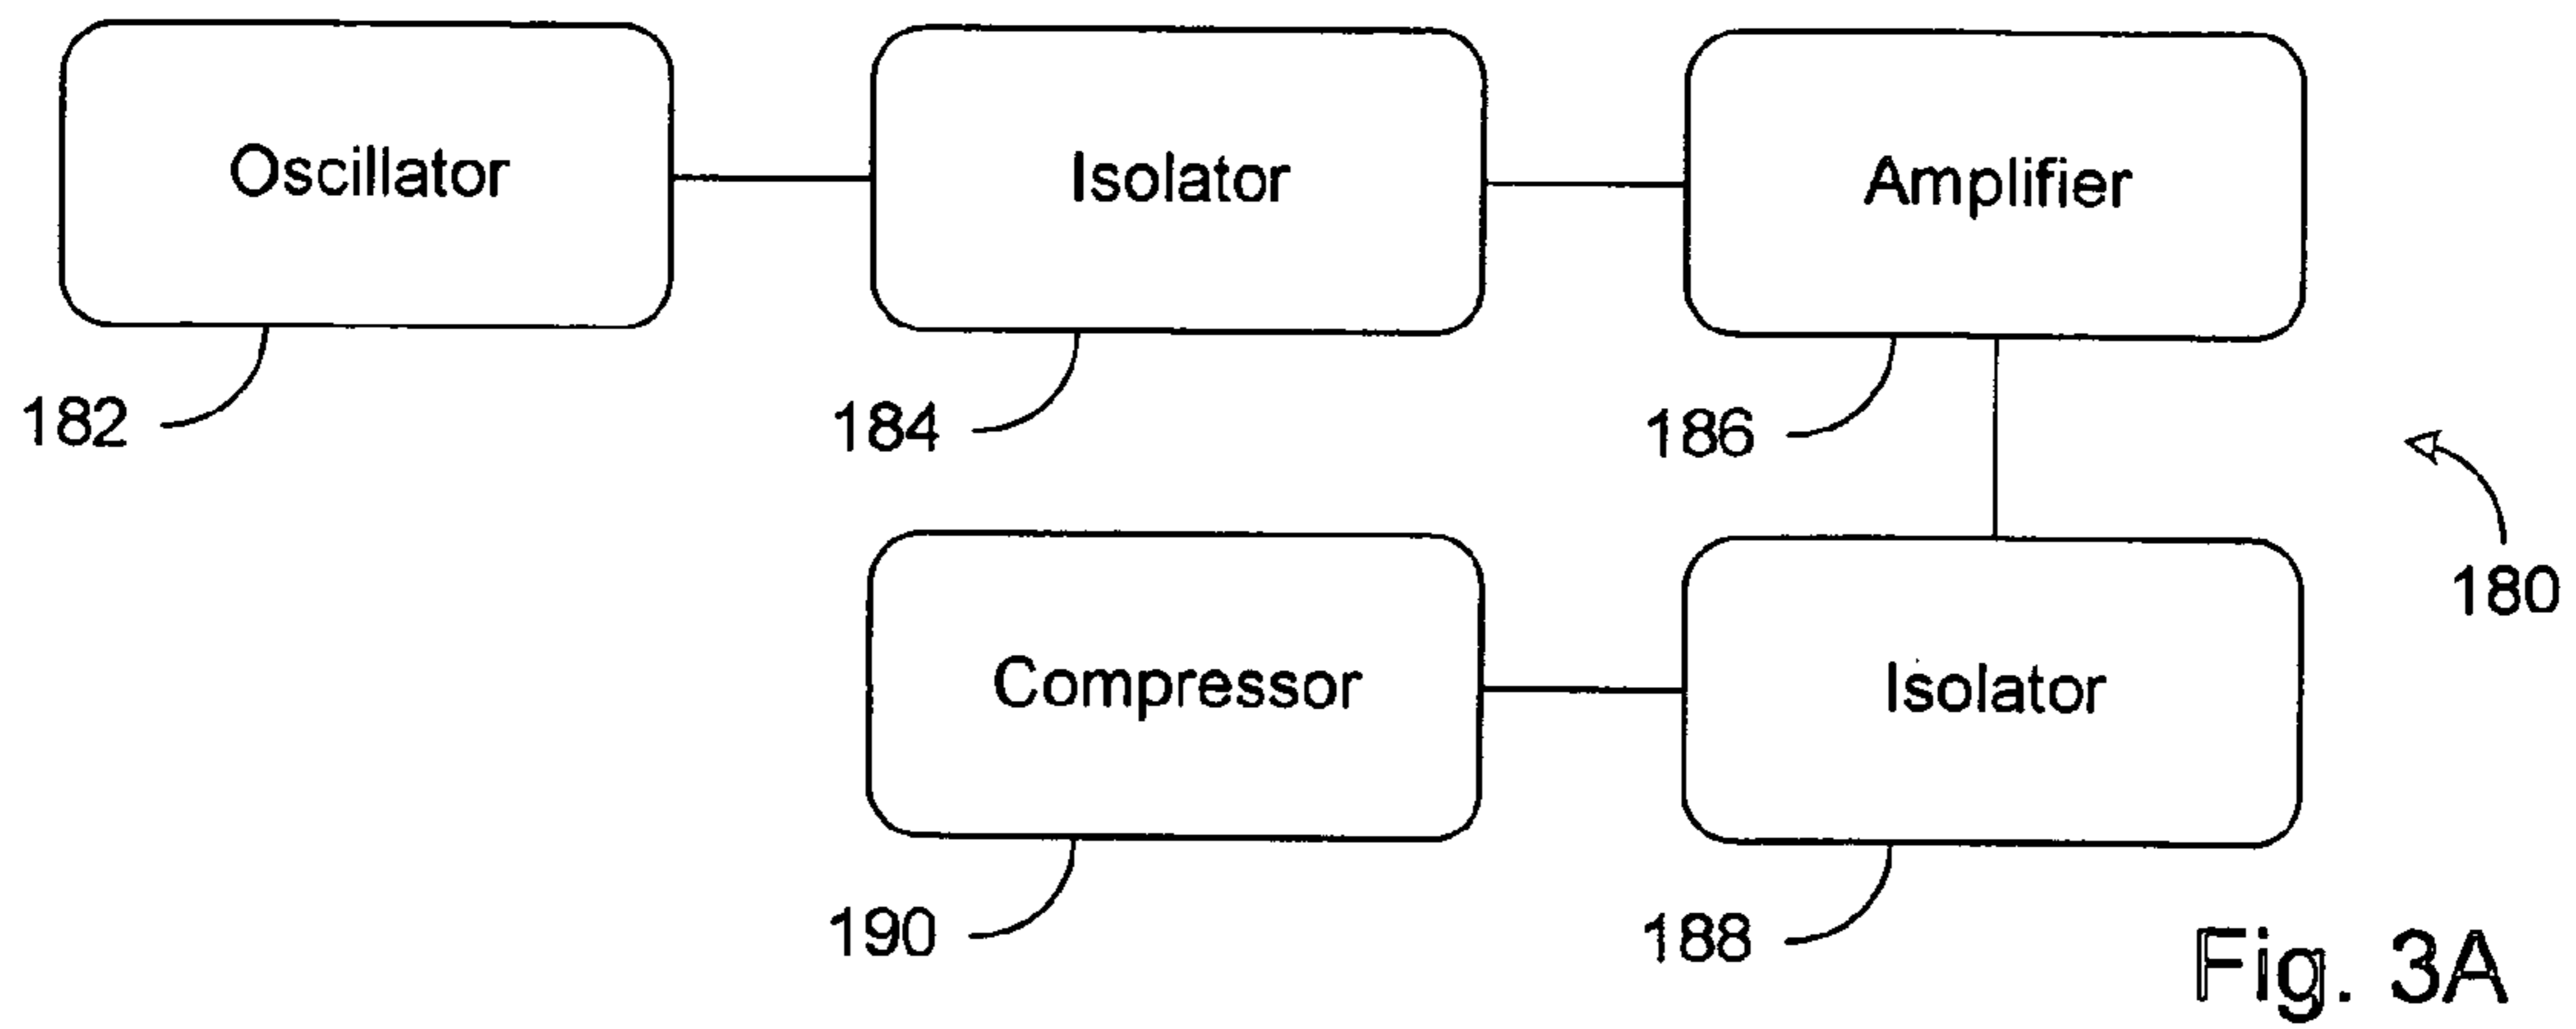 Oscillator
Isolator
Amplifier
182
184
186
180
Compressor
Isolator
190
188
Fig. 3A